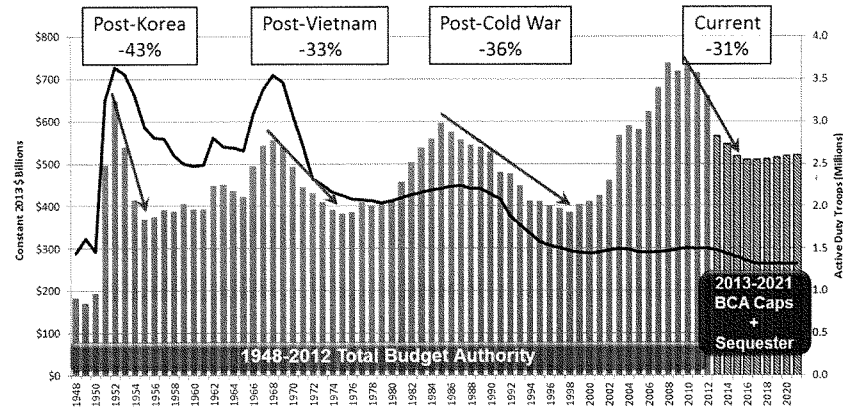 Post-Korea
-43%
Post-Vietnam
-33%
Post-Cold War
-36%
Current
-31%
Constant 2013 $ Billions
$800
$700
$600
$500
$400
$300
$200
$100
$0
4.0
3.5
3.0
2.5
2.0
1.5
1.0
0.5
0.0
Active Duty Troops (Millions)
1948-2012 Total Budget Authority
2013-2021
BCA Caps
+
Sequester
1948 1950 1952 1954 1956 1958 1960 1962 1964 1966 1968 1970 1972 1974 1976 1978 1980 1982 1984 1986 1988 1990 1992 1994 1996 1998 2000 2002 2004 2006 2008 2010 2012 2014 2016 2018 2020